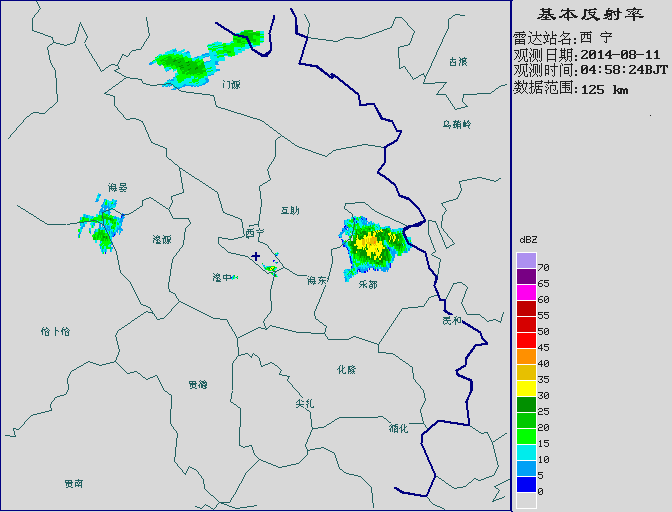 基本反射率
雷达站名:西 宁
观测日期:2014-08-11
观测时间:04:58:24BJT
数据范围:125 km
古浪
门源
乌鞘岭
海晏
互助
湟源
西宁
湟中
海东
乐都
民和
恰卜恰
化隆
贵德
尖扎
循化
贵南
dBZ
70
65
60
55
50
45
40
35
30
25
20
15
10
5
0